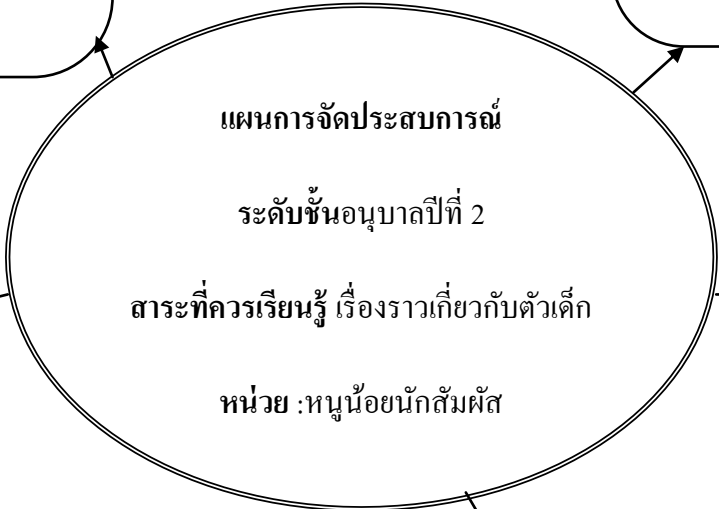 แผนการจัดประสบการณ์
ระดับชั้นอนุบาลปีที่ 2
สาระที่ควรเรียนรู้ เรื่องราวเกี่ยวกับตัวเด็ก
หน่วย :หนูน้อยนักสัมผัส